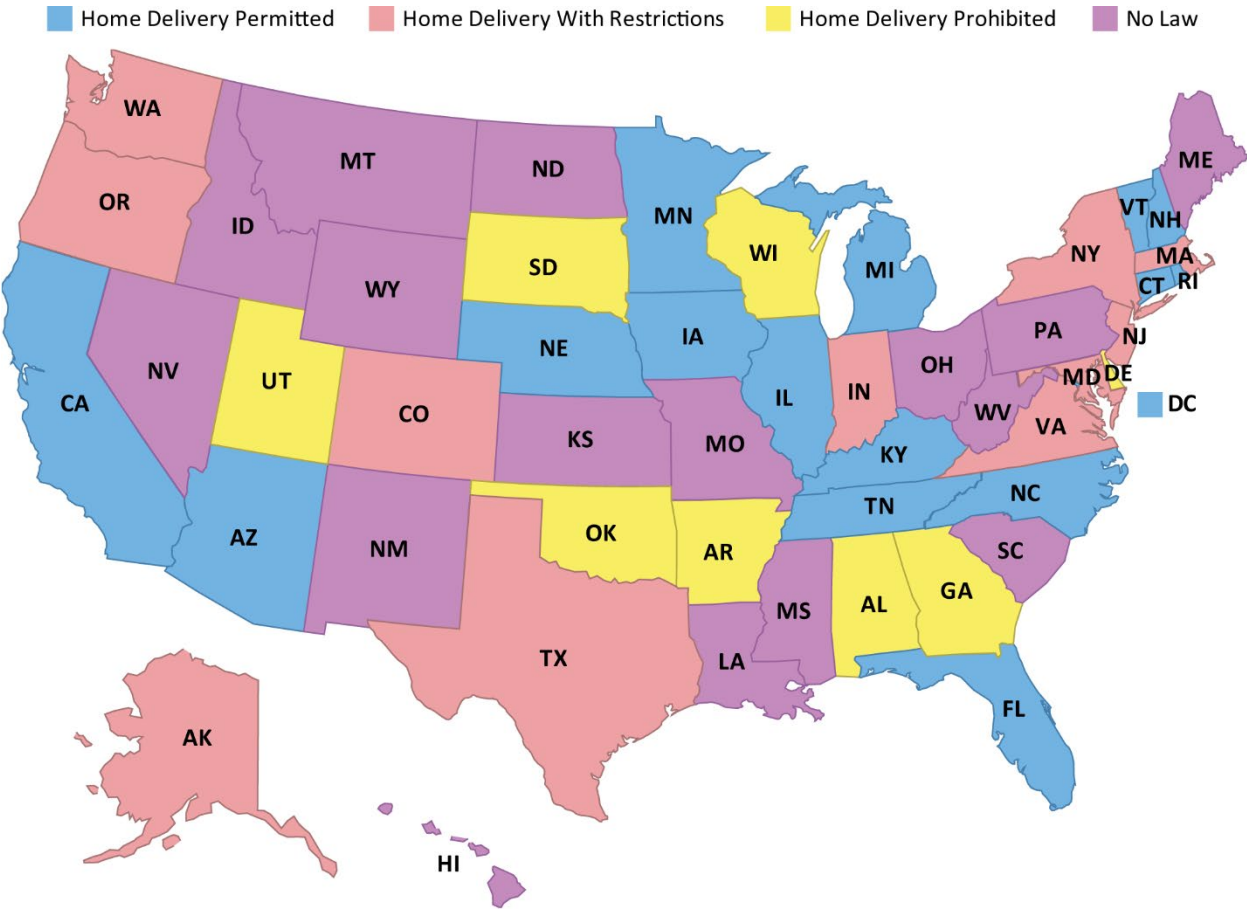 Home Delivery Permitted Home Delivery With Restrictions Home Delivery Prohibited No Law
WA
ME
MT
ND
OR
VT
MN
NH
ID
NY
MA
WI
SD
MI
RI
CT
WY
PA
IA
NJ
NE
OH
NV
MD
DE
UT
IN
IL
CA
DC
CO
WV
VA
KS
MO
KY
NC
TN
AZ
OK
NM
AR
SC
GA
AL
MS
TX
LA
FL
AK
HI